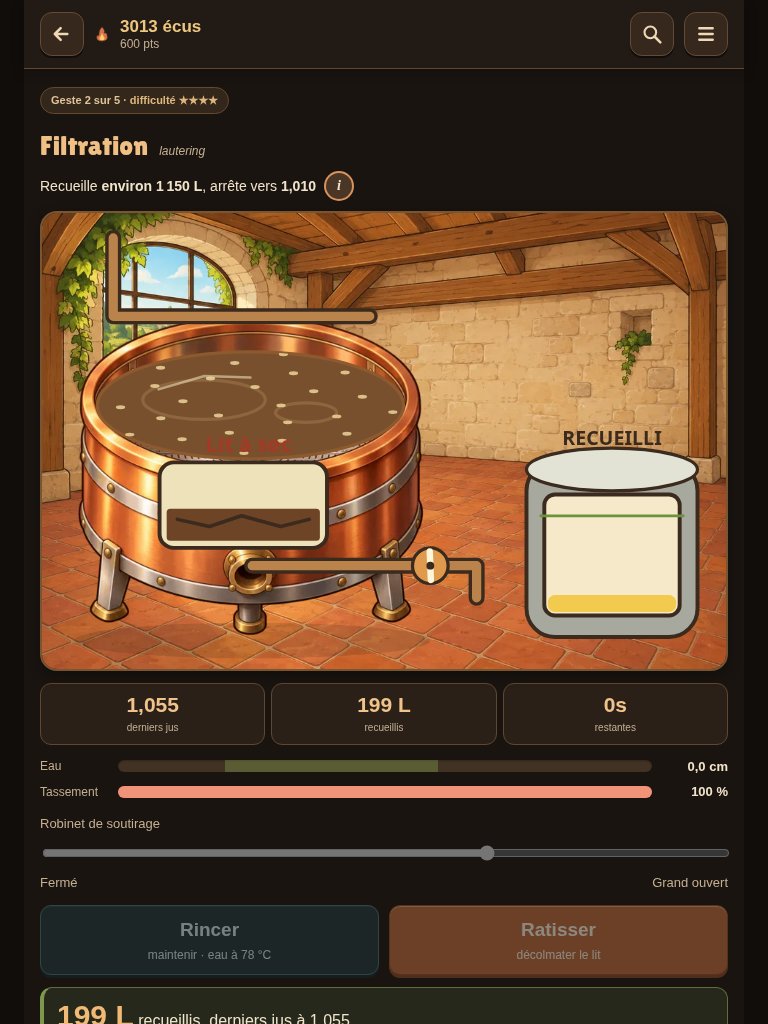 3013 écus
600 pts
Geste 2 sur 5 · difficulté ★★★★
Filtration lautering
Recueille environ 1 150 L, arrête vers 1,010 i
Lit à sec
RECUEILLI
1,055 199 L 0s
derniers jus recueillis restantes
Eau 0,0 cm
Tassement 100 %
Robinet de soutirage
Fermé Grand ouvert
Rincer Ratisser
maintenir · eau à 78 °C décolmater le lit
199 L recueillis, derniers jus à 1,055